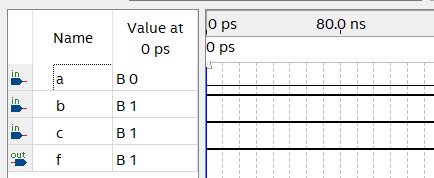 Name
Value at
0 ps
0 ps
80.0 ns
0 ps
in
a
B 0
in
b
B 1
in
c
B 1
out
f
B 1